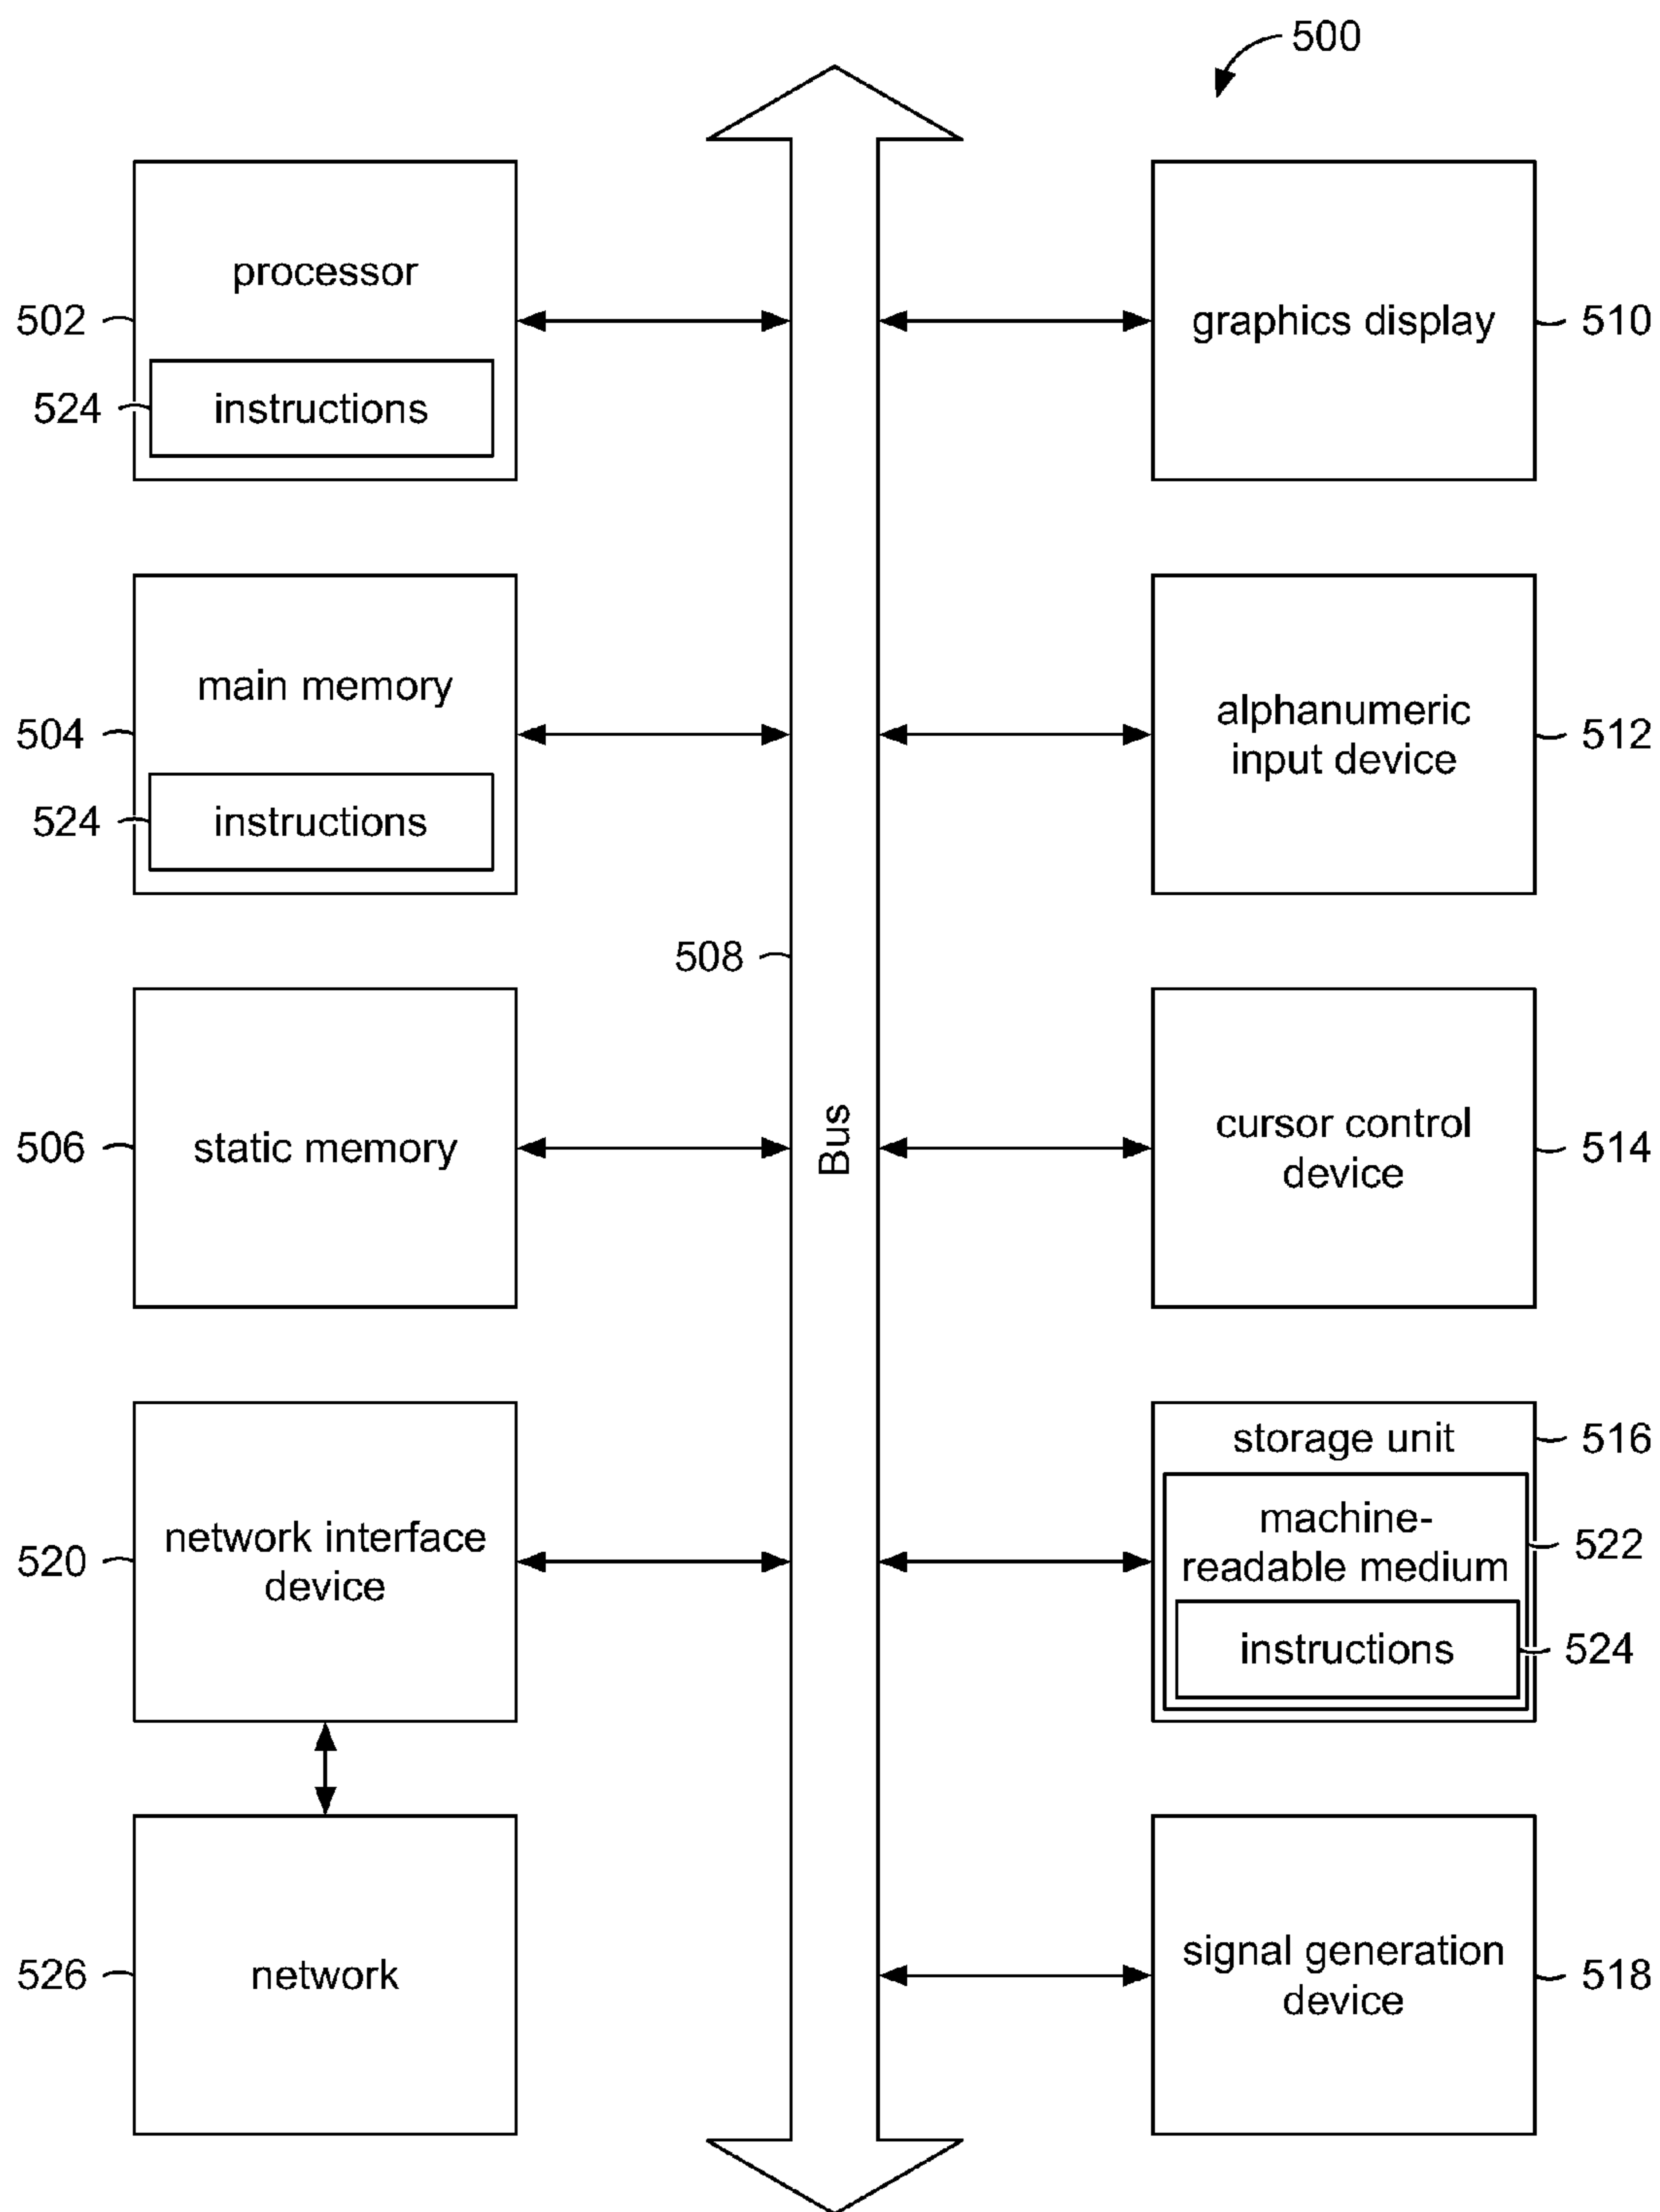 500
processor
502
524
instructions
graphics display
510
main memory
504
524
instructions
alphanumeric
input device
512
508
Bus
static memory
506
cursor control
device
514
network interface
device
520
storage unit
516
machine-
readable medium
522
instructions
524
network
526
signal generation
device
518